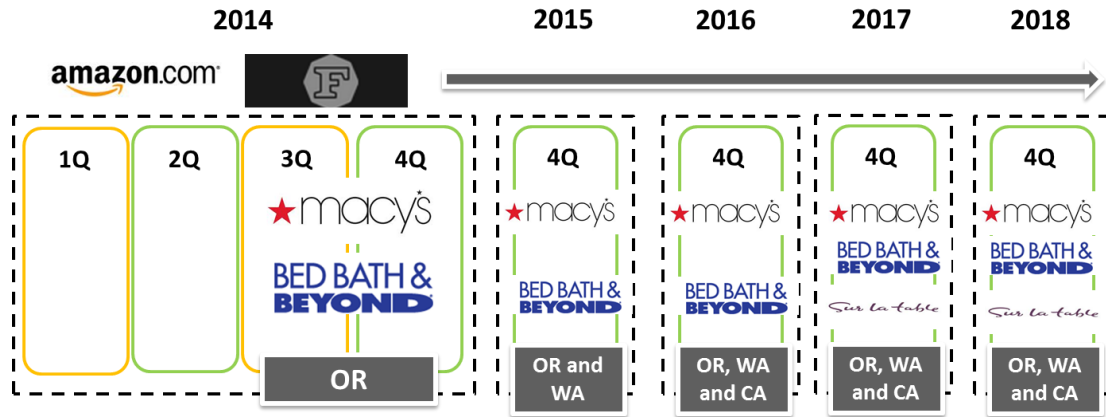 2014
2015
2016
2017
2018
amazon.com
F
1Q
2Q
3Q
4Q
4Q
4Q
4Q
4Q
macy's
macy's
macy's
macy's
macy's
BED BATH &
BEYOND
BED BATH &
BEYOND
BED BATH &
BEYOND
BED BATH &
BEYOND
BED BATH &
BEYOND
Sur la table
Sur la table
OR
OR and
WA
OR, WA
and CA
OR, WA
and CA
OR, WA
and CA